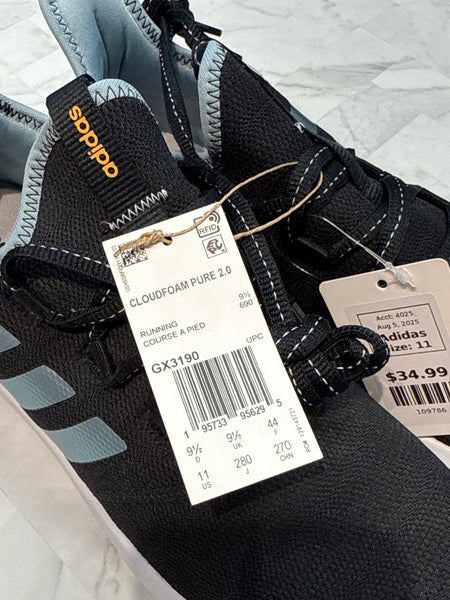 adidas
RFID
CLOUDFOAM PURE 2.0
9½
690
RUNNING
COURSE A PIED
GX3190
UPC
1 95733 95629 5
9½ 9½ 44
D UK F
11 280 270
US J CHN
Acct: 4025
Aug 5, 2025
Adidas
Size: 11
$34.99
109786